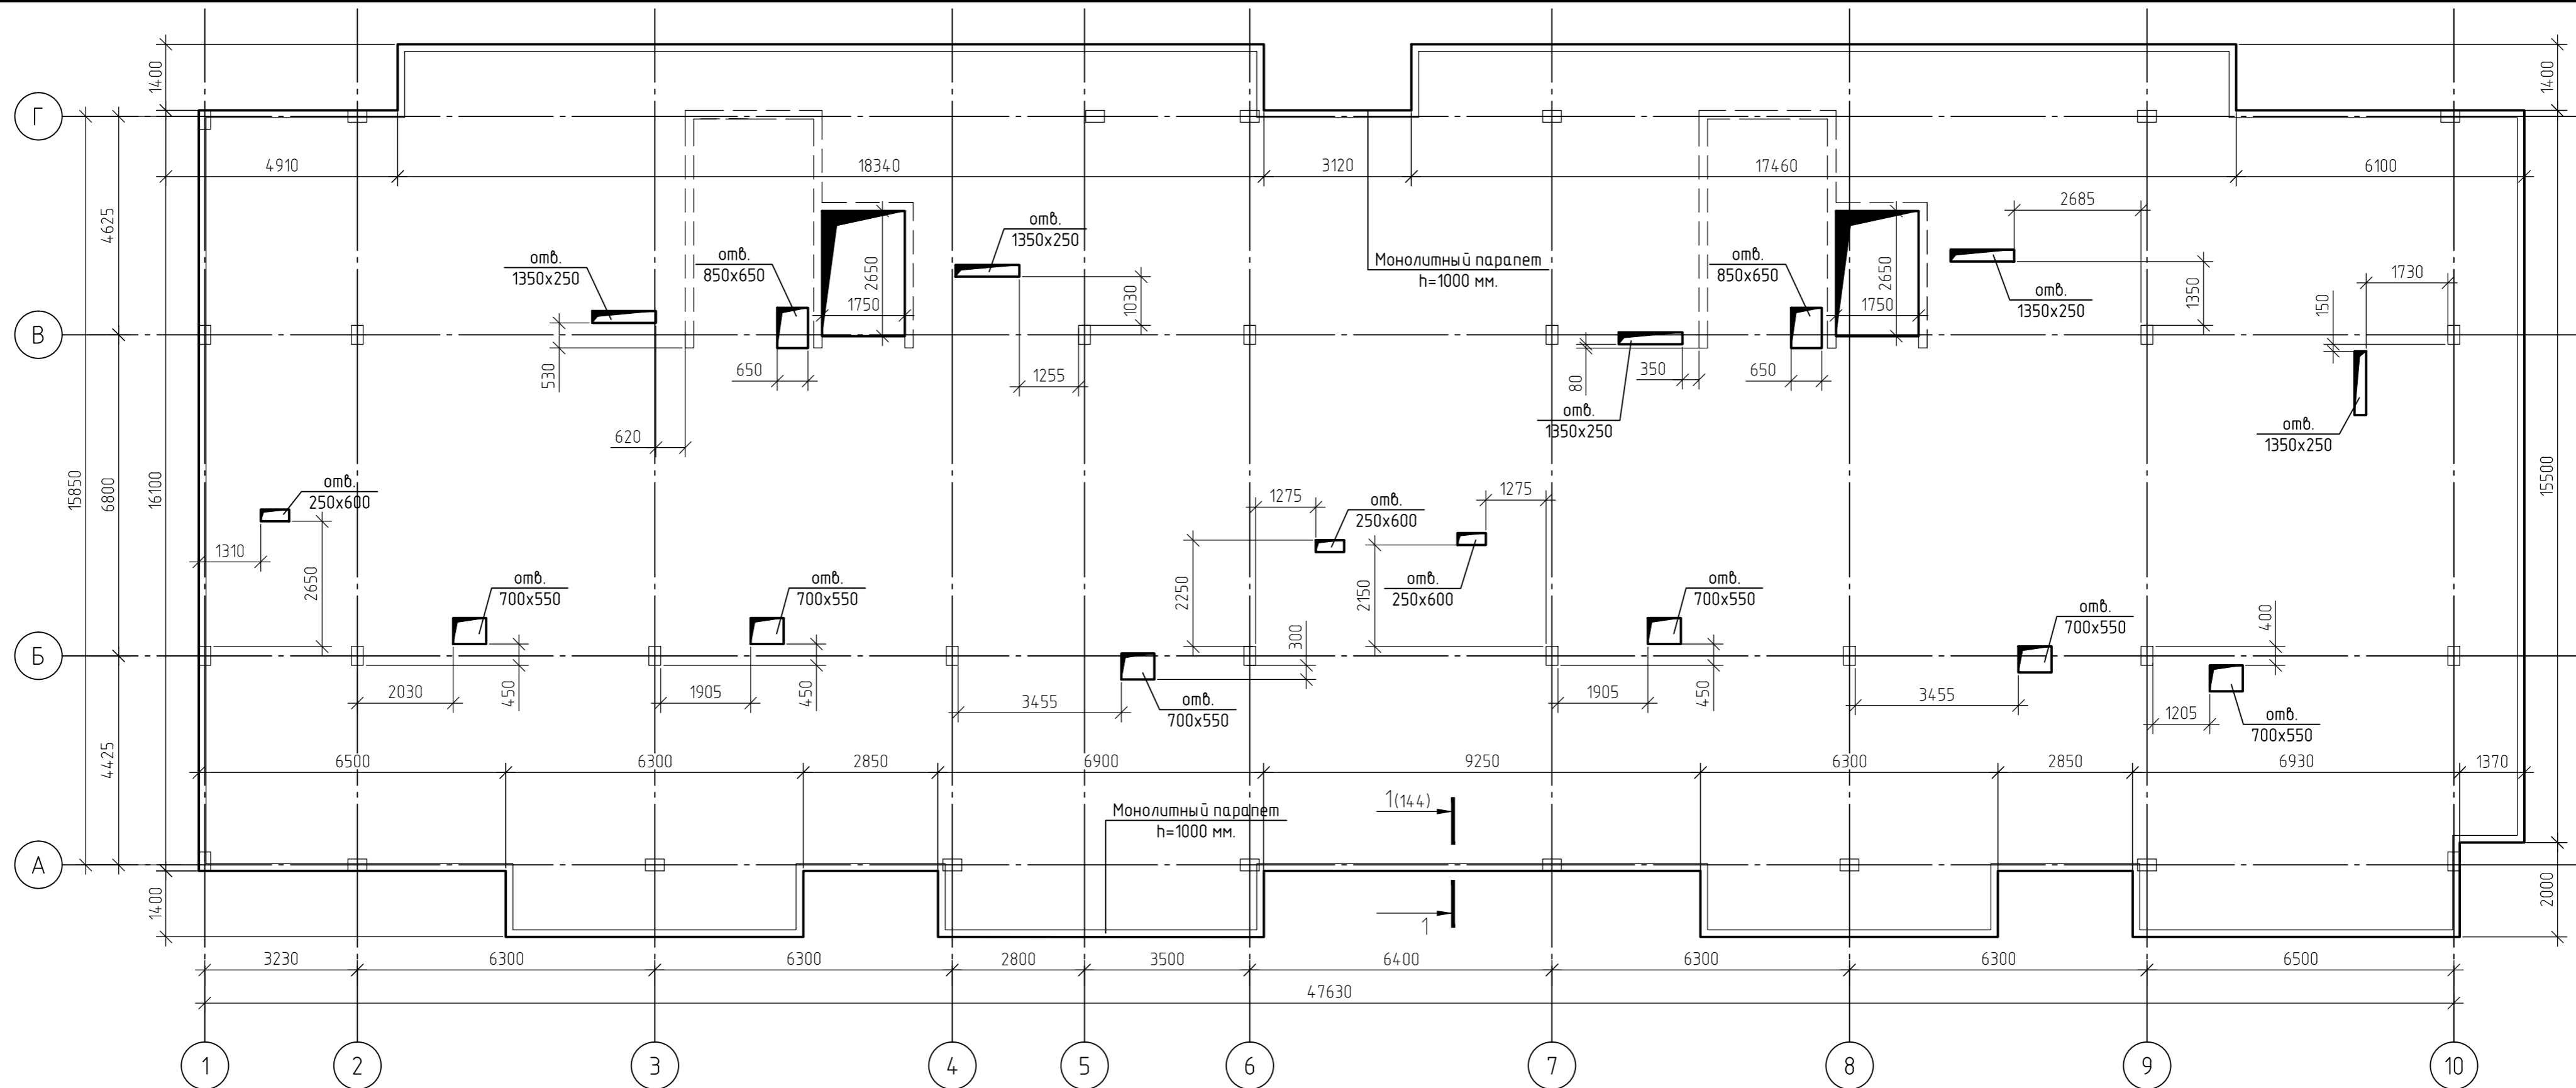 1400
1400
Г
4910
18340
3120
17460
6100
4625
2685
отв.
1350х250
отв.
1350х250
отв.
850х650
2650
1750
1030
Монолитный парапет
h=1000 мм.
отв.
850х650
2650
1750
отв.
1350х250
1350
1730
150
В
530
650
1255
620
80
350
650
отв.
1350х250
отв.
1350х250
15850
6800
16100
15500
отв.
250х600
1310
2650
1275
отв.
250х600
1275
отв.
250х600
2250
2150
300
отв.
700х550
отв.
700х550
отв.
700х550
отв.
700х550
400
Б
2030
450
1905
450
3455
отв.
700х550
1905
450
3455
1205
отв.
700х550
4425
6500
6300
2850
6900
9250
6300
2850
6930
1370
Монолитный парапет
h=1000 мм.
1(144)
1
А
1400
2000
3230
6300
6300
2800
3500
6400
6300
6300
6500
47630
1
2
3
4
5
6
7
8
9
10